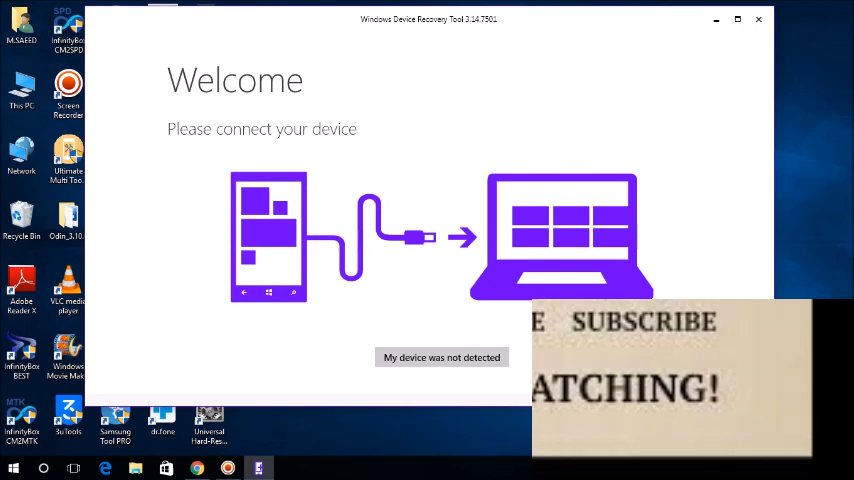 Windows Device Recovery Tool 3.14.7501
Welcome
Please connect your device
My device was not detected
E SUBSCRIBE
ATCHING!
M.SAEED
InfinityBox CM2SPD
This PC
Screen Recorder
Network
Ultimate Multi Too...
Recycle Bin
Odin_3.10.
Adobe Reader X
VLC media player
InfinityBox BEST
Windows Movie Mak
InfinityBox CM2MTK
3uTools
Samsung Tool PRO
dr.fone
Universal Hard-Res...
SPD
MTK